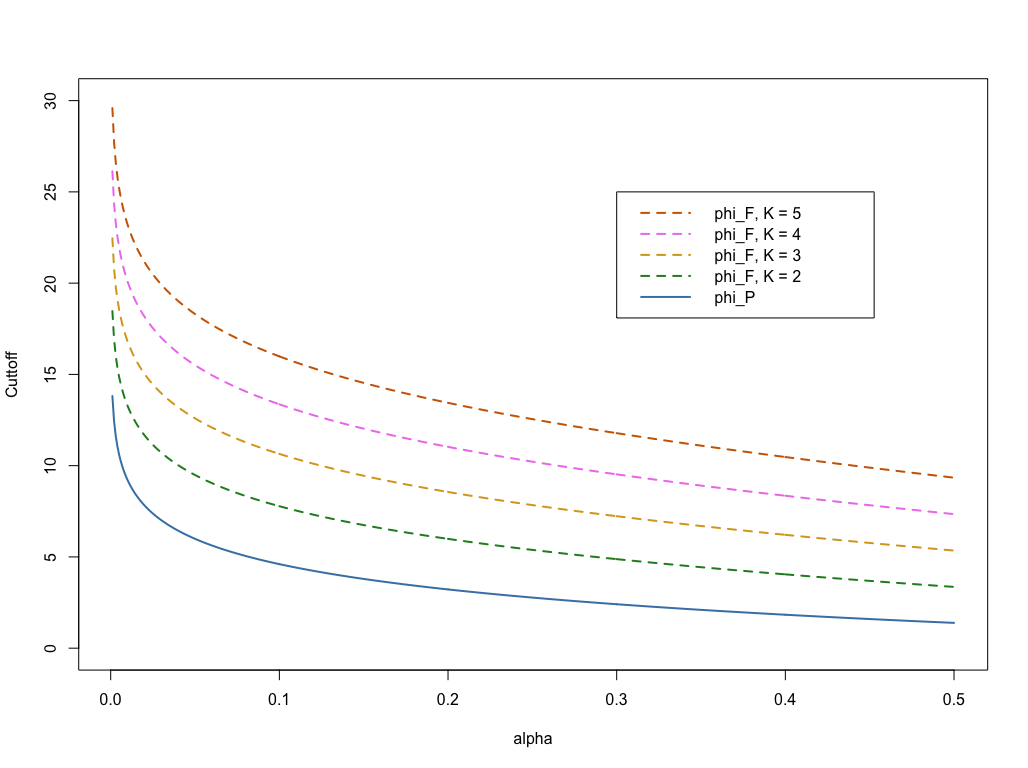 30
25
20
15
10
5
0
Cuttoff
phi_F, K = 5
phi_F, K = 4
phi_F, K = 3
phi_F, K = 2
phi_P
0.0 0.1 0.2 0.3 0.4 0.5
alpha